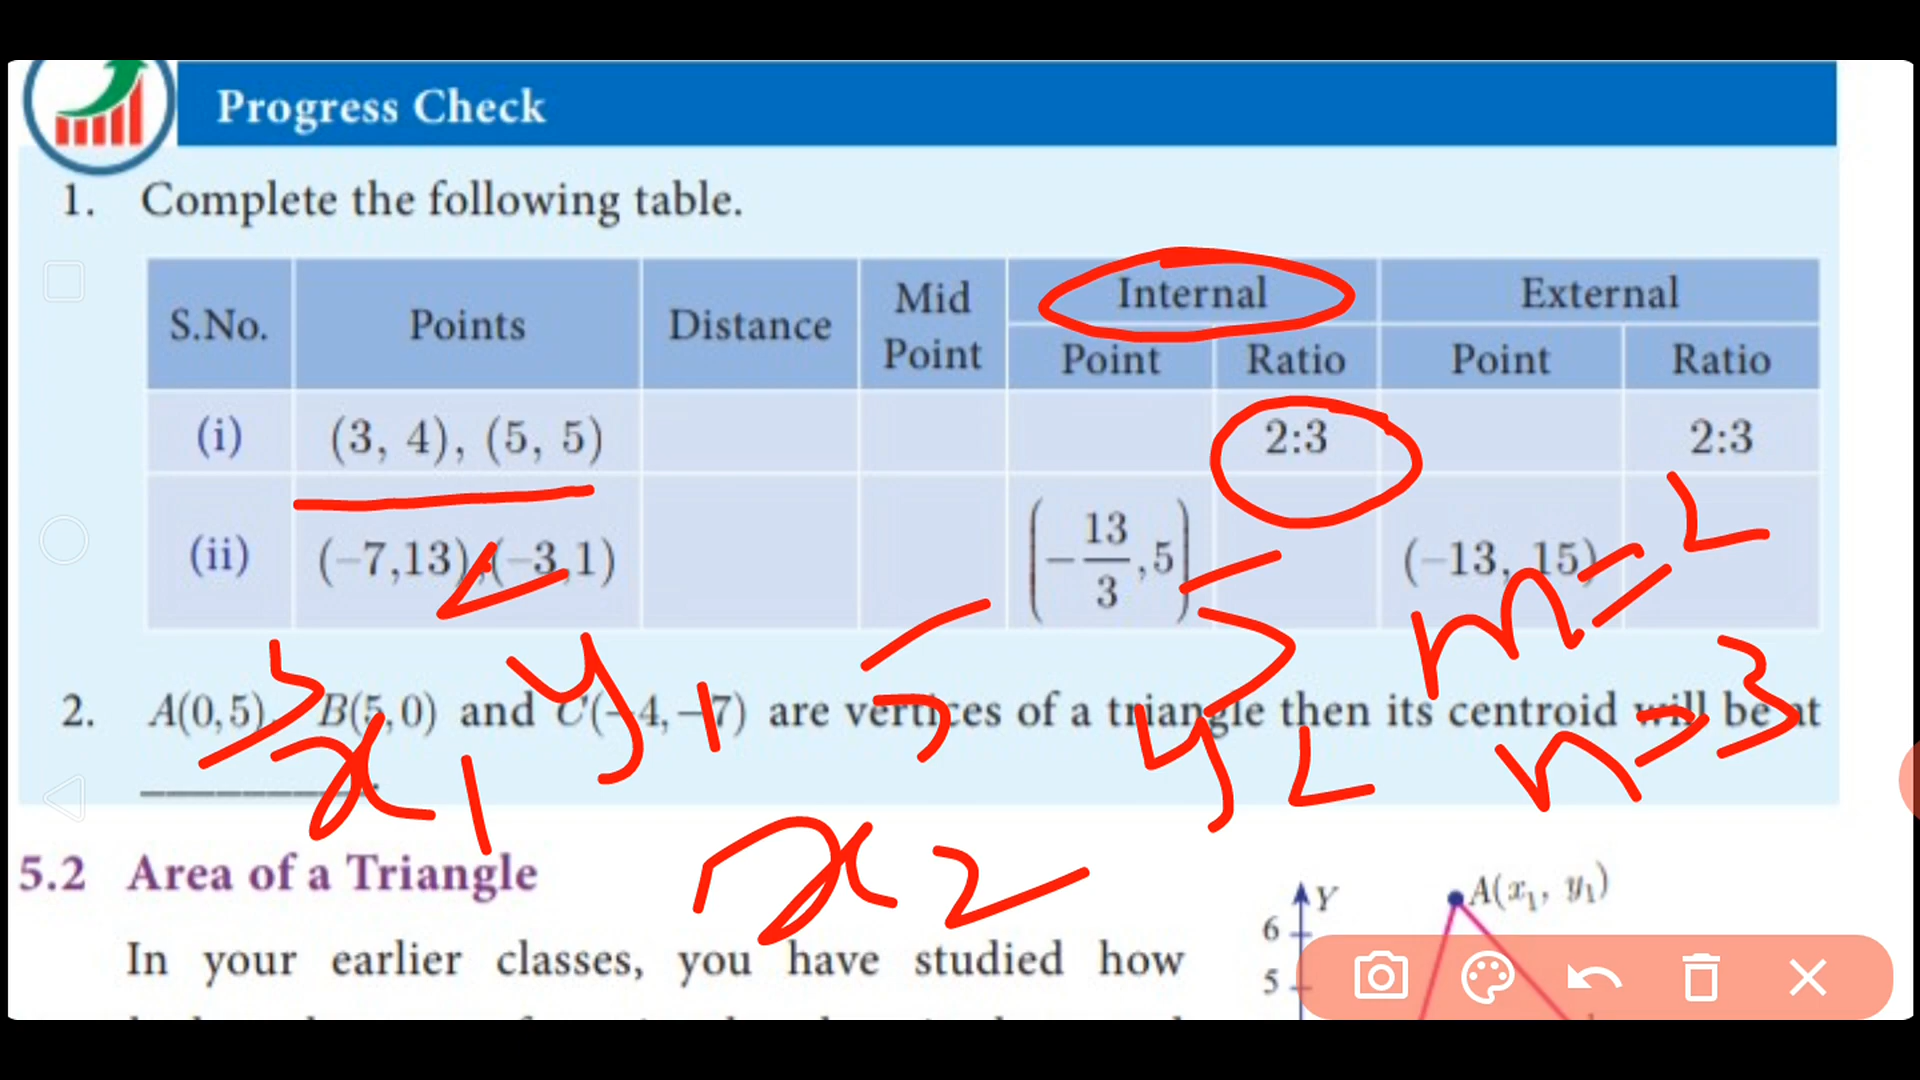 Progress Check
1. Complete the following table.
S.No. Points Distance Mid Point Internal External
Point Ratio Point Ratio
(i) (3, 4), (5, 5) 2:3 2:3
(ii) (−7,13),(−3,1) (−13/3,5) (−13, 15)
m = 2
n = 3
x1 y1
x2 y2
2. A(0,5), B(5,0) and C(−4,−7) are vertices of a triangle then its centroid will be at
____________.
5.2 Area of a Triangle
In your earlier classes, you have studied how
Y
A(x1, y1)
6
5